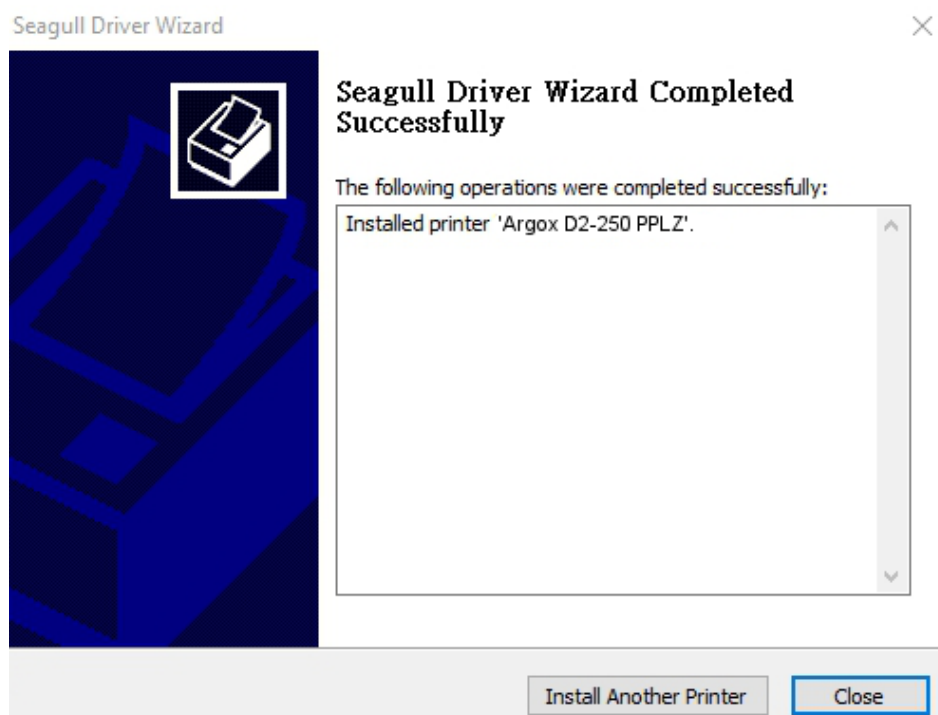 Seagull Driver Wizard
Seagull Driver Wizard Completed
Successfully
The following operations were completed successfully:
Installed printer 'Argox D2-250 PPLZ'.
Install Another Printer
Close